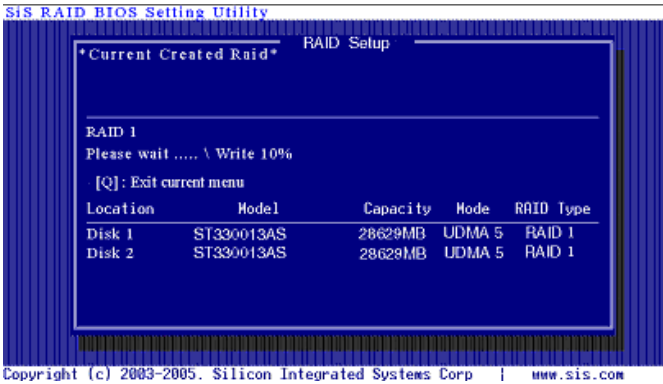 SiS RAID BIOS Setting Utility
RAID Setup
*Current Created Raid*
RAID 1
Please wait ..... \ Write 10%
[Q]: Exit current menu
Location Model Capacity Mode RAID Type
Disk 1 ST330013AS 28629MB UDMA 5 RAID 1
Disk 2 ST330013AS 28629MB UDMA 5 RAID 1
Copyright (c) 2003-2005. Silicon Integrated Systems Corp | www.sis.com